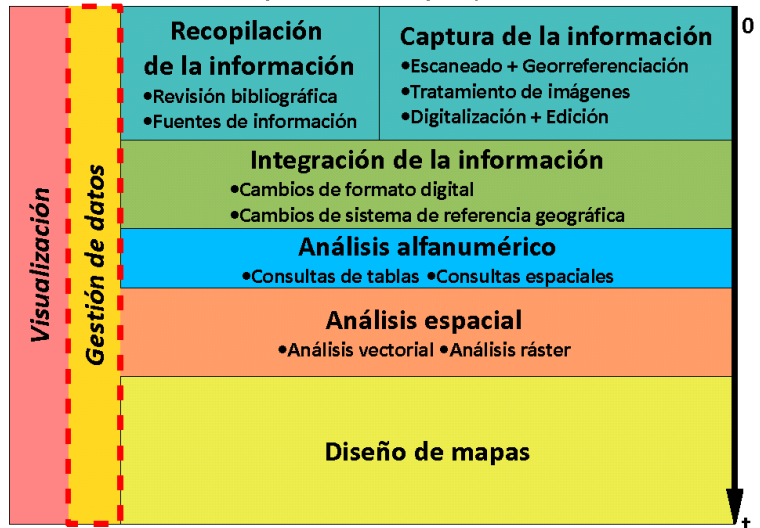 Visualización
Gestión de datos
Recopilación
de la información
•Revisión bibliográfica
•Fuentes de información
Captura de la información
•Escaneado + Georreferenciación
•Tratamiento de imágenes
•Digitalización + Edición
0
Integración de la información
•Cambios de formato digital
•Cambios de sistema de referencia geográfica
Análisis alfanumérico
•Consultas de tablas •Consultas espaciales
Análisis espacial
•Análisis vectorial •Análisis ráster
Diseño de mapas
t